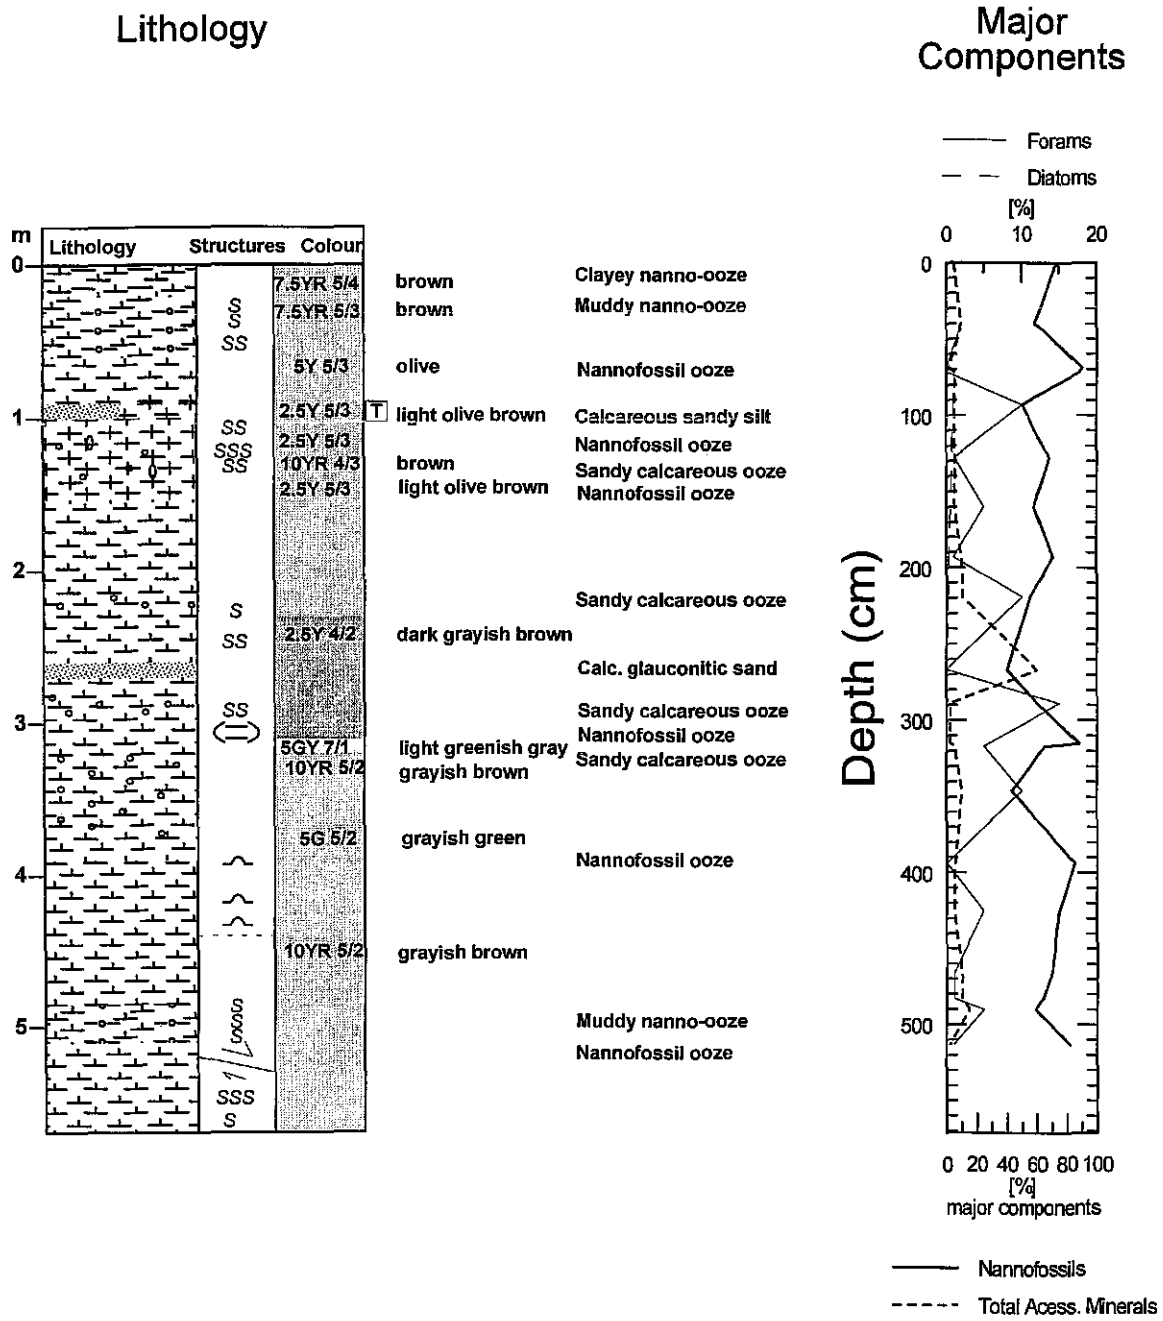 Lithology
Major
Components
Forams
Diatoms
[%]
0 10 20
m
Lithology Structures Colour
0
7.5YR 5/4 brown Clayey nanno-ooze
S
7.5YR 5/3 brown Muddy nanno-ooze
S
SS
5Y 5/3 olive Nannofossil ooze
2.5Y 5/3 T light olive brown Calcareous sandy silt
1
SS
2.5Y 5/3 Nannofossil ooze
SSS
10YR 4/3 brown Sandy calcareous ooze
SS
2.5Y 5/3 light olive brown Nannofossil ooze
2
Sandy calcareous ooze
S
2.5Y 4/2 dark grayish brown
SS
Calc. glauconitic sand
SS
Sandy calcareous ooze
3
Nannofossil ooze
5GY 7/1 light greenish gray
Sandy calcareous ooze
10YR 5/2 grayish brown
5G 5/2 grayish green
Nannofossil ooze
4
10YR 5/2 grayish brown
S
S
S
5
Muddy nanno-ooze
Nannofossil ooze
SSS
S
Depth (cm)
0
100
200
300
400
500
0 20 40 60 80 100
[%]
major components
Nannofossils
Total Acess. Minerals